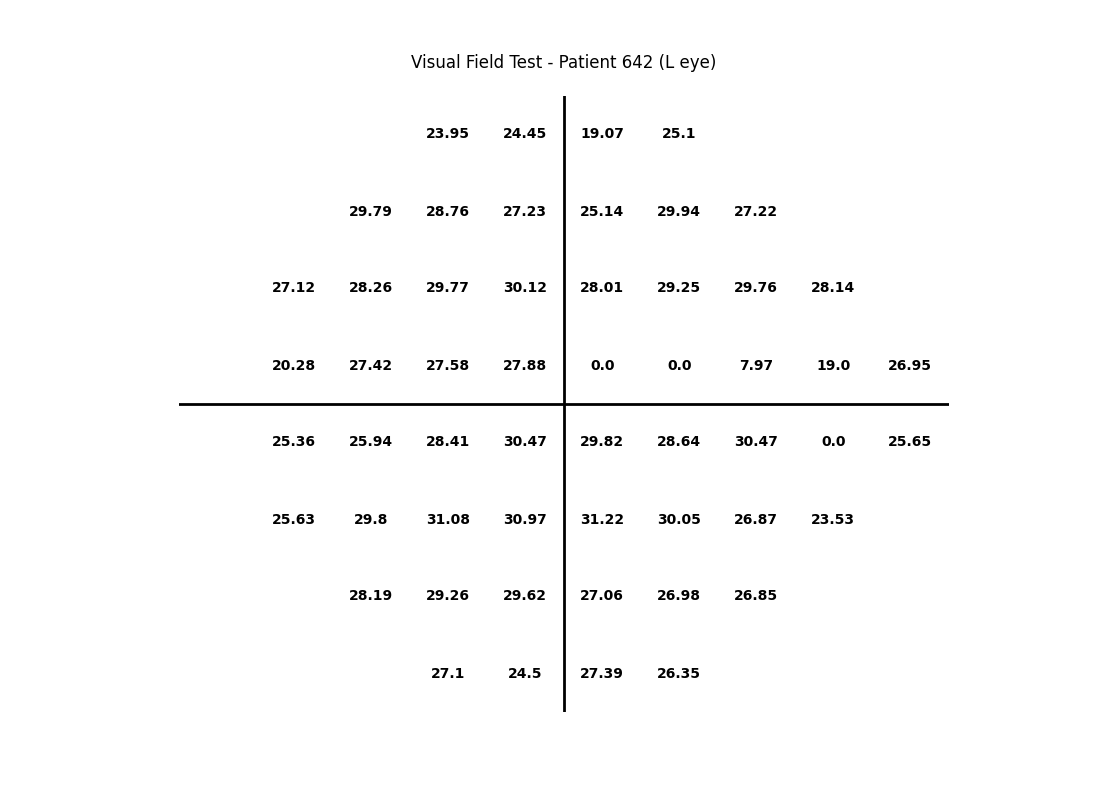 Visual Field Test - Patient 642 (L eye)
23.95 24.45 19.07 25.1
29.79 28.76 27.23 25.14 29.94 27.22
27.12 28.26 29.77 30.12 28.01 29.25 29.76 28.14
20.28 27.42 27.58 27.88 0.0 0.0 7.97 19.0 26.95
25.36 25.94 28.41 30.47 29.82 28.64 30.47 0.0 25.65
25.63 29.8 31.08 30.97 31.22 30.05 26.87 23.53
28.19 29.26 29.62 27.06 26.98 26.85
27.1 24.5 27.39 26.35